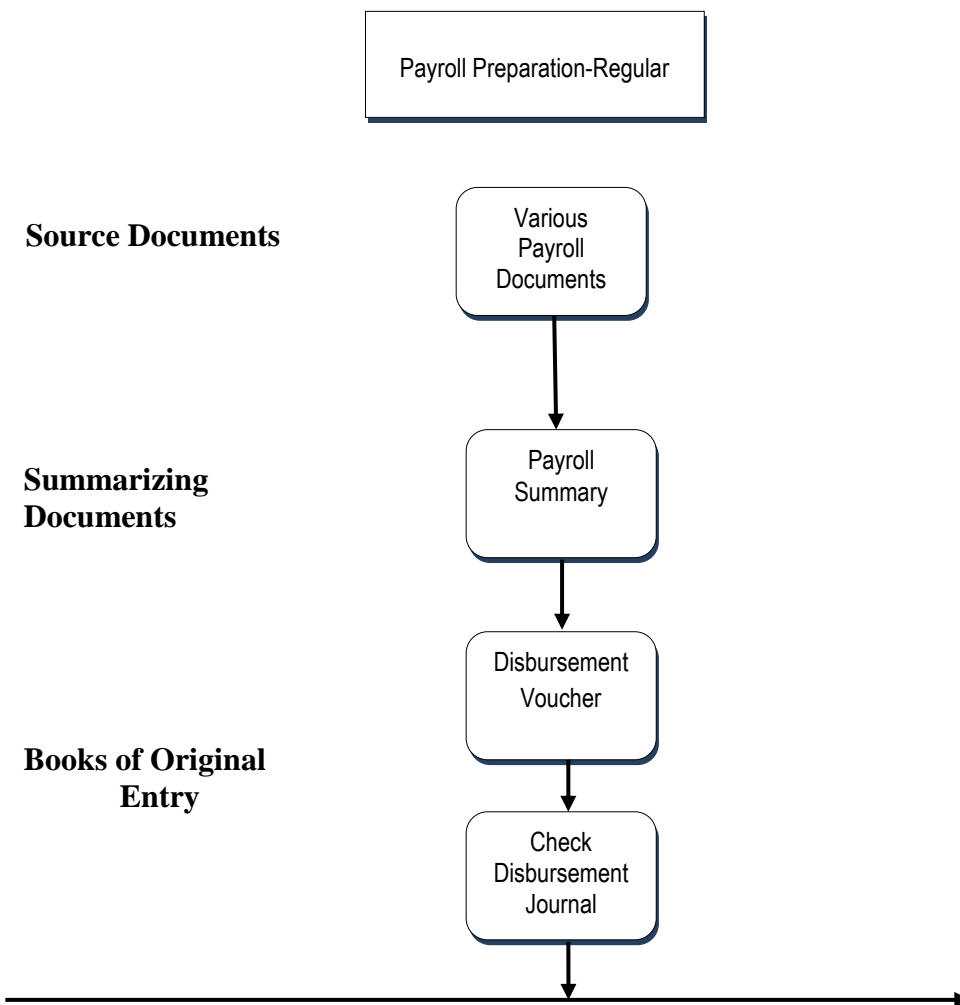 Payroll Preparation-Regular
Source Documents
Various
Payroll
Documents
Summarizing
Documents
Payroll
Summary
Disbursement
Voucher
Books of Original
Entry
Check
Disbursement
Journal